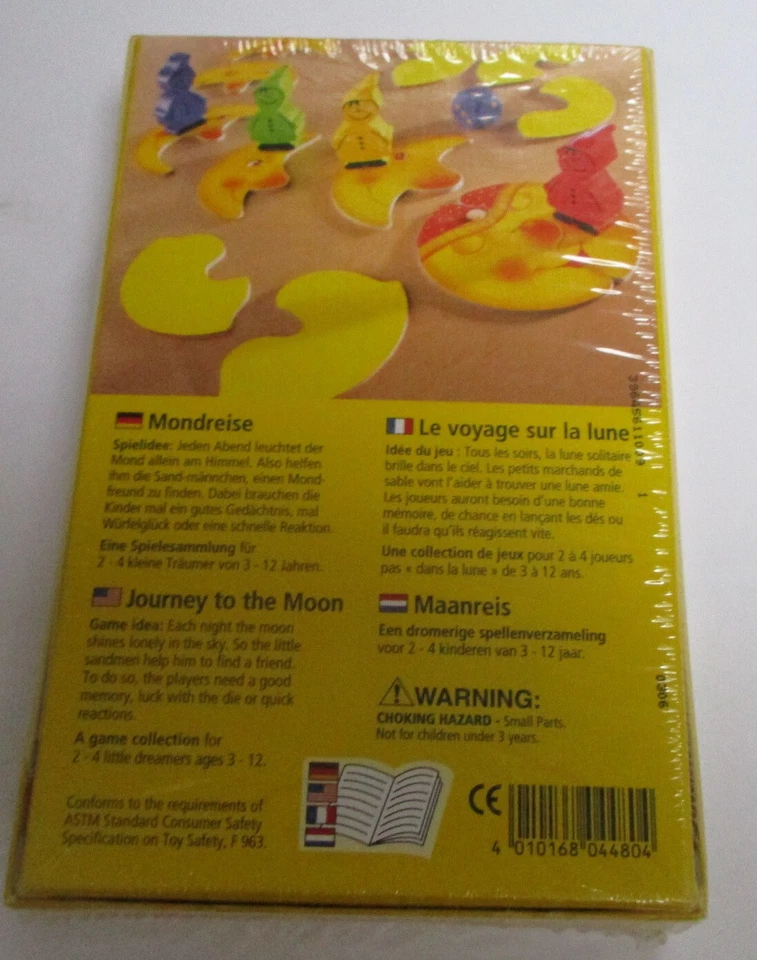 Mondreise
Spielidee: Jeden Abend leuchtet der
Mond allein am Himmel. Also helfen
ihm die Sand-männchen, einen Mond-
freund zu finden. Dabei brauchen die
Kinder mal ein gutes Gedächtnis, mal
Würfelglück oder eine schnelle Reaktion.
Eine Spielesammlung für
2 - 4 kleine Träumer von 3 - 12 Jahren.
Le voyage sur la lune
Idée du jeu : Tous les soirs, la lune solitaire
brille dans le ciel. Les petits marchands de
sable vont l'aider à trouver une lune amie.
Les joueurs auront besoin d'une bonne
mémoire, de chance en lançant les dés ou
il faudra qu'ils réagissent vite.
Une collection de jeux pour 2 à 4 joueurs
pas « dans la lune » de 3 à 12 ans.
Journey to the Moon
Game idea: Each night the moon
shines lonely in the sky. So the little
sandmen help him to find a friend.
To do so, the players need a good
memory, luck with the die or quick
reactions.
A game collection for
2 - 4 little dreamers ages 3 - 12.
Maanreis
Een dromerige spellenverzameling
voor 2 - 4 kinderen van 3 - 12 jaar.
WARNING:
CHOKING HAZARD - Small Parts.
Not for children under 3 years.
Conforms to the requirements of
ASTM Standard Consumer Safety
Specification on Toy Safety, F 963.
CE
4 010168 044804